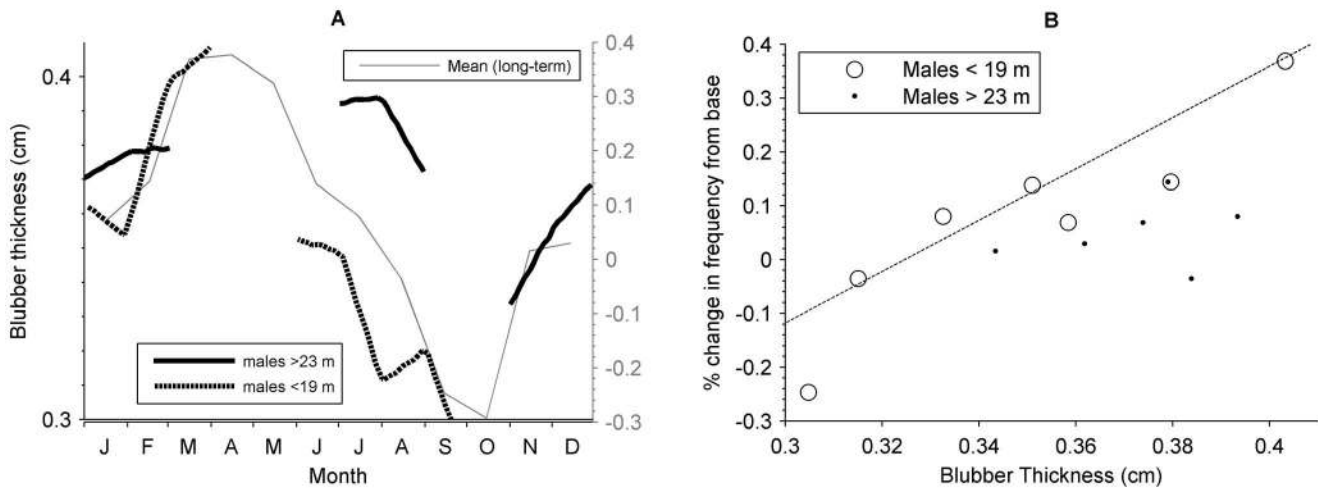 A
0.4
0.3
Blubber thickness (cm)
Mean (long-term)
0.4
0.3
0.2
0.1
0
-0.1
-0.2
-0.3
males >23 m
males <19 m
J F M A M J J A S O N D
Month
B
0.4
0.3
0.2
0.1
0
-0.1
-0.2
-0.3
% change in frequency from base
Males < 19 m
Males > 23 m
0.3 0.32 0.34 0.36 0.38 0.4
Blubber Thickness (cm)